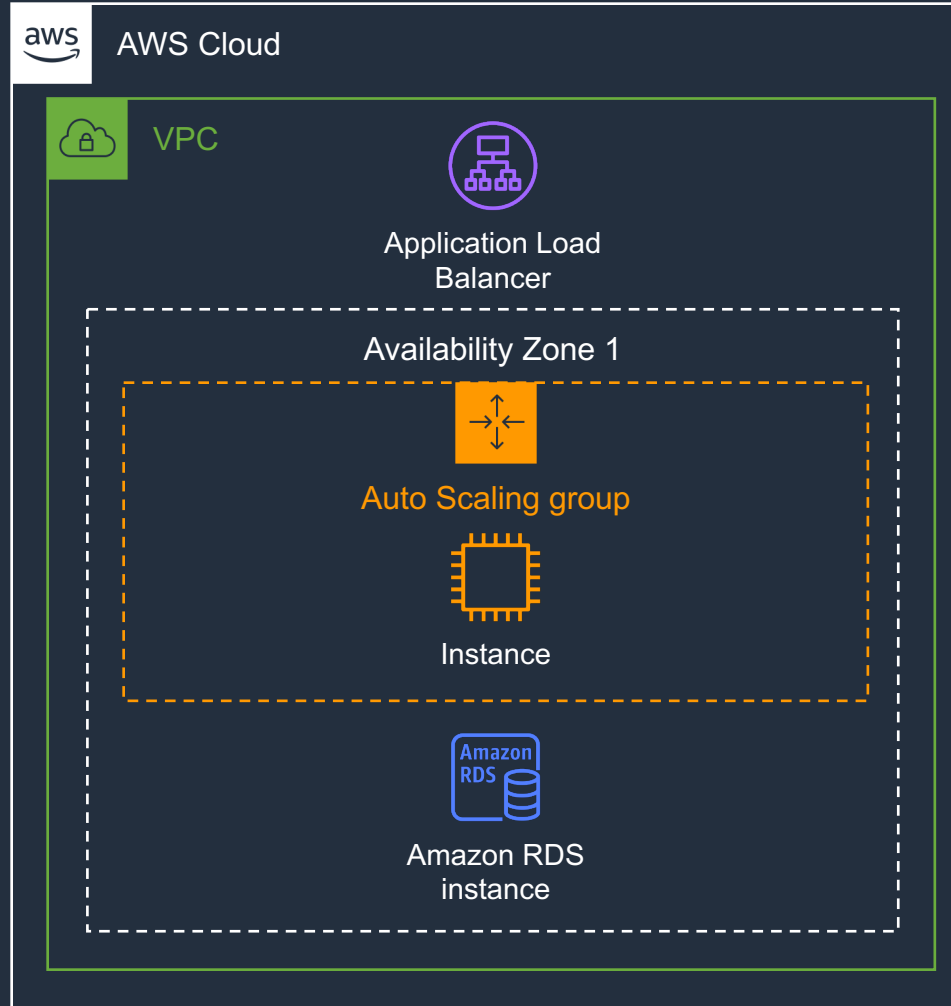 aws
AWS Cloud
VPC
Application Load
Balancer
Availability Zone 1
Auto Scaling group
Instance
Amazon
RDS
Amazon RDS
instance